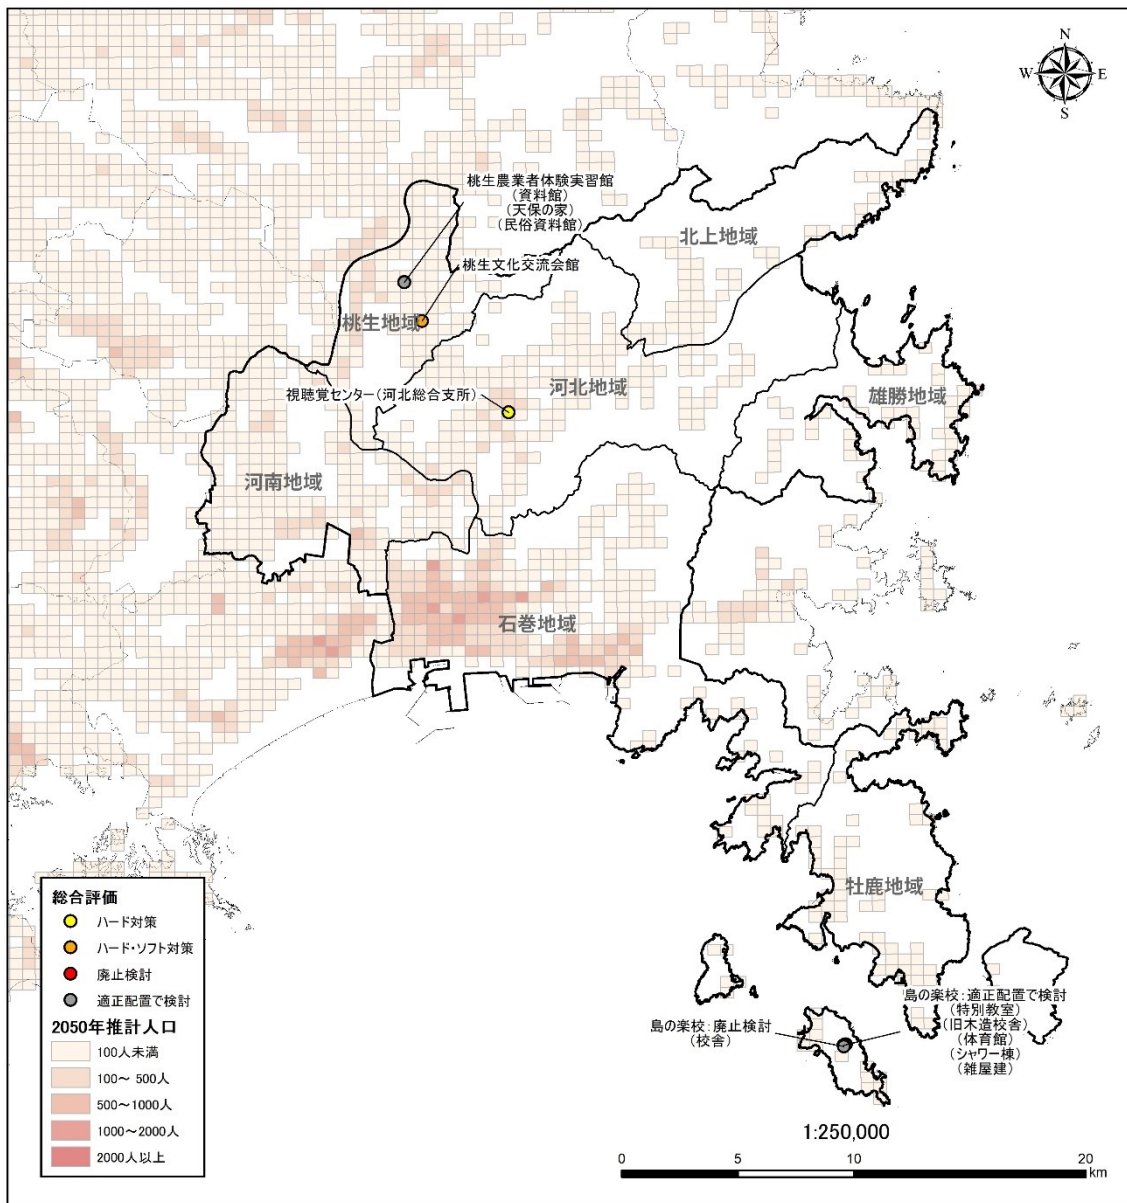 N
W
E
S
桃生農業者体験実習館
（資料館）
（天保の家）
（民俗資料館）
北上地域
桃生文化交流会館
桃生地域
河北地域
視聴覚センター（河北総合支所）
雄勝地域
河南地域
石巻地域
牡鹿地域
島の楽校：適正配置で検討
（特別教室）
（旧木造校舎）
（体育館）
（シャワー棟）
（雑屋建）
島の楽校：廃止検討
（校舎）
総合評価
ハード対策
ハード・ソフト対策
廃止検討
適正配置で検討
2050年推計人口
100人未満
100～ 500人
500～1000人
1000～2000人
2000人以上
1:250,000
0 5 10 20
km